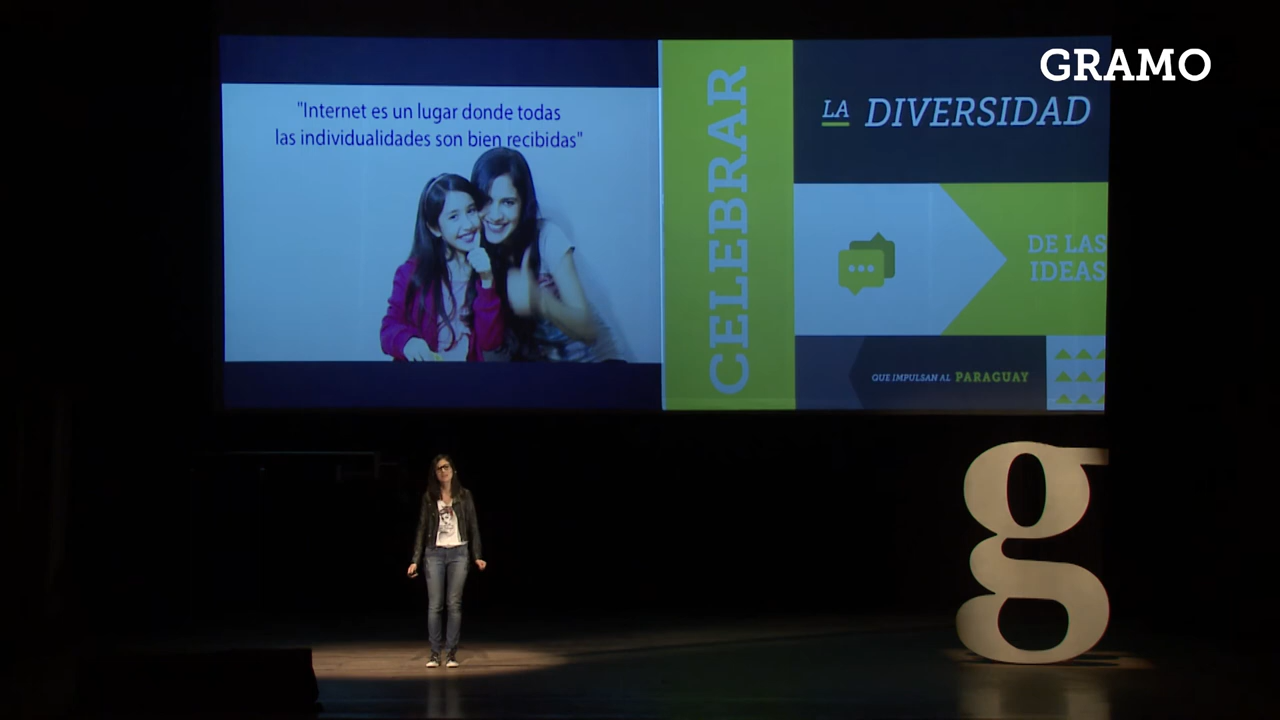 GRAMO
"Internet es un lugar donde todas
las individualidades son bien recibidas"
CELEBRAR
LA DIVERSIDAD
DE LAS
IDEAS
QUE IMPULSAN AL PARAGUAY
g